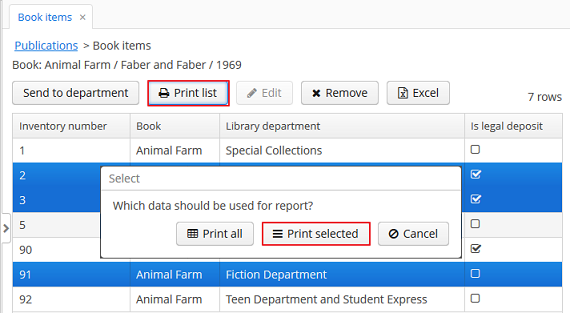 Book items ×
Publications > Book items
Book: Animal Farm / Faber and Faber / 1969
Send to department Print list Edit Remove Excel 7 rows
Inventory number Book Library department Is legal deposit
1 Animal Farm Special Collections
2
3
Select
Which data should be used for report?
Print all Print selected Cancel
5
90
91 Animal Farm Fiction Department
92 Animal Farm Teen Department and Student Express